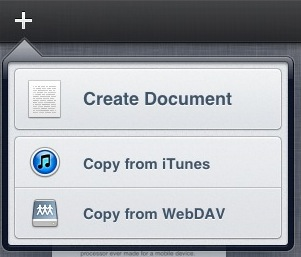 Create Document
Copy from iTunes
Copy from WebDAV
processor ever made for a mobile device